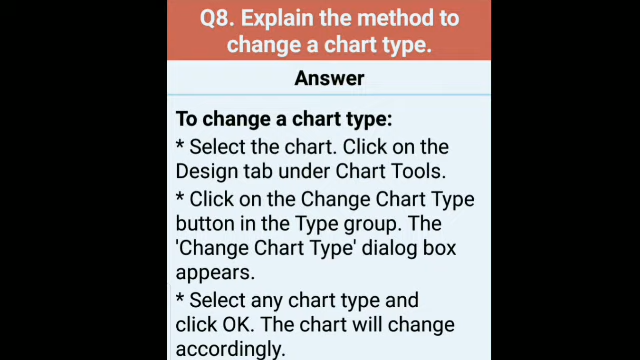 Q8. Explain the method to
change a chart type.
Answer
To change a chart type:
* Select the chart. Click on the
Design tab under Chart Tools.
* Click on the Change Chart Type
button in the Type group. The
'Change Chart Type' dialog box
appears.
* Select any chart type and
click OK. The chart will change
accordingly.